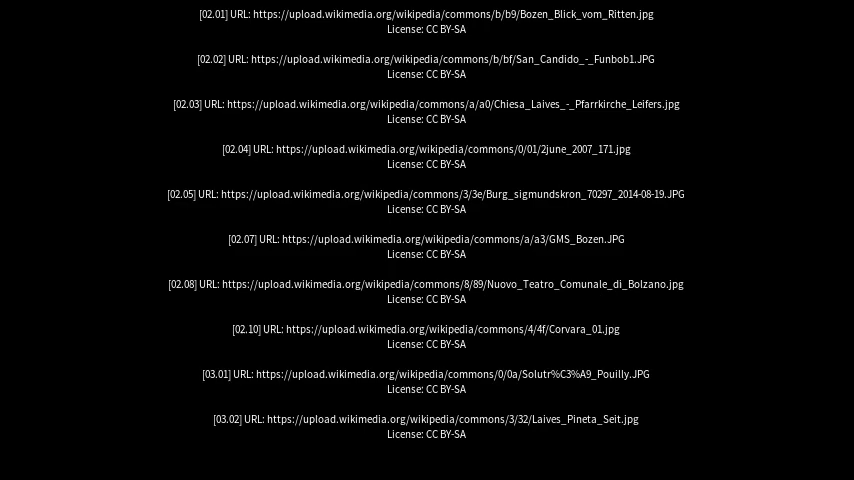 [02.01] URL: https://upload.wikimedia.org/wikipedia/commons/b/b9/Bozen_Blick_vom_Ritten.jpg
License: CC BY-SA
[02.02] URL: https://upload.wikimedia.org/wikipedia/commons/b/bf/San_Candido_-_Funbob1.JPG
License: CC BY-SA
[02.03] URL: https://upload.wikimedia.org/wikipedia/commons/a/a0/Chiesa_Laives_-_Pfarrkirche_Leifers.jpg
License: CC BY-SA
[02.04] URL: https://upload.wikimedia.org/wikipedia/commons/0/01/2june_2007_171.jpg
License: CC BY-SA
[02.05] URL: https://upload.wikimedia.org/wikipedia/commons/3/3e/Burg_sigmundskron_70297_2014-08-19.JPG
License: CC BY-SA
[02.07] URL: https://upload.wikimedia.org/wikipedia/commons/a/a3/GMS_Bozen.JPG
License: CC BY-SA
[02.08] URL: https://upload.wikimedia.org/wikipedia/commons/8/89/Nuovo_Teatro_Comunale_di_Bolzano.jpg
License: CC BY-SA
[02.10] URL: https://upload.wikimedia.org/wikipedia/commons/4/4f/Corvara_01.jpg
License: CC BY-SA
[03.01] URL: https://upload.wikimedia.org/wikipedia/commons/0/0a/Solutr%C3%A9_Pouilly.JPG
License: CC BY-SA
[03.02] URL: https://upload.wikimedia.org/wikipedia/commons/3/32/Laives_Pineta_Seit.jpg
License: CC BY-SA